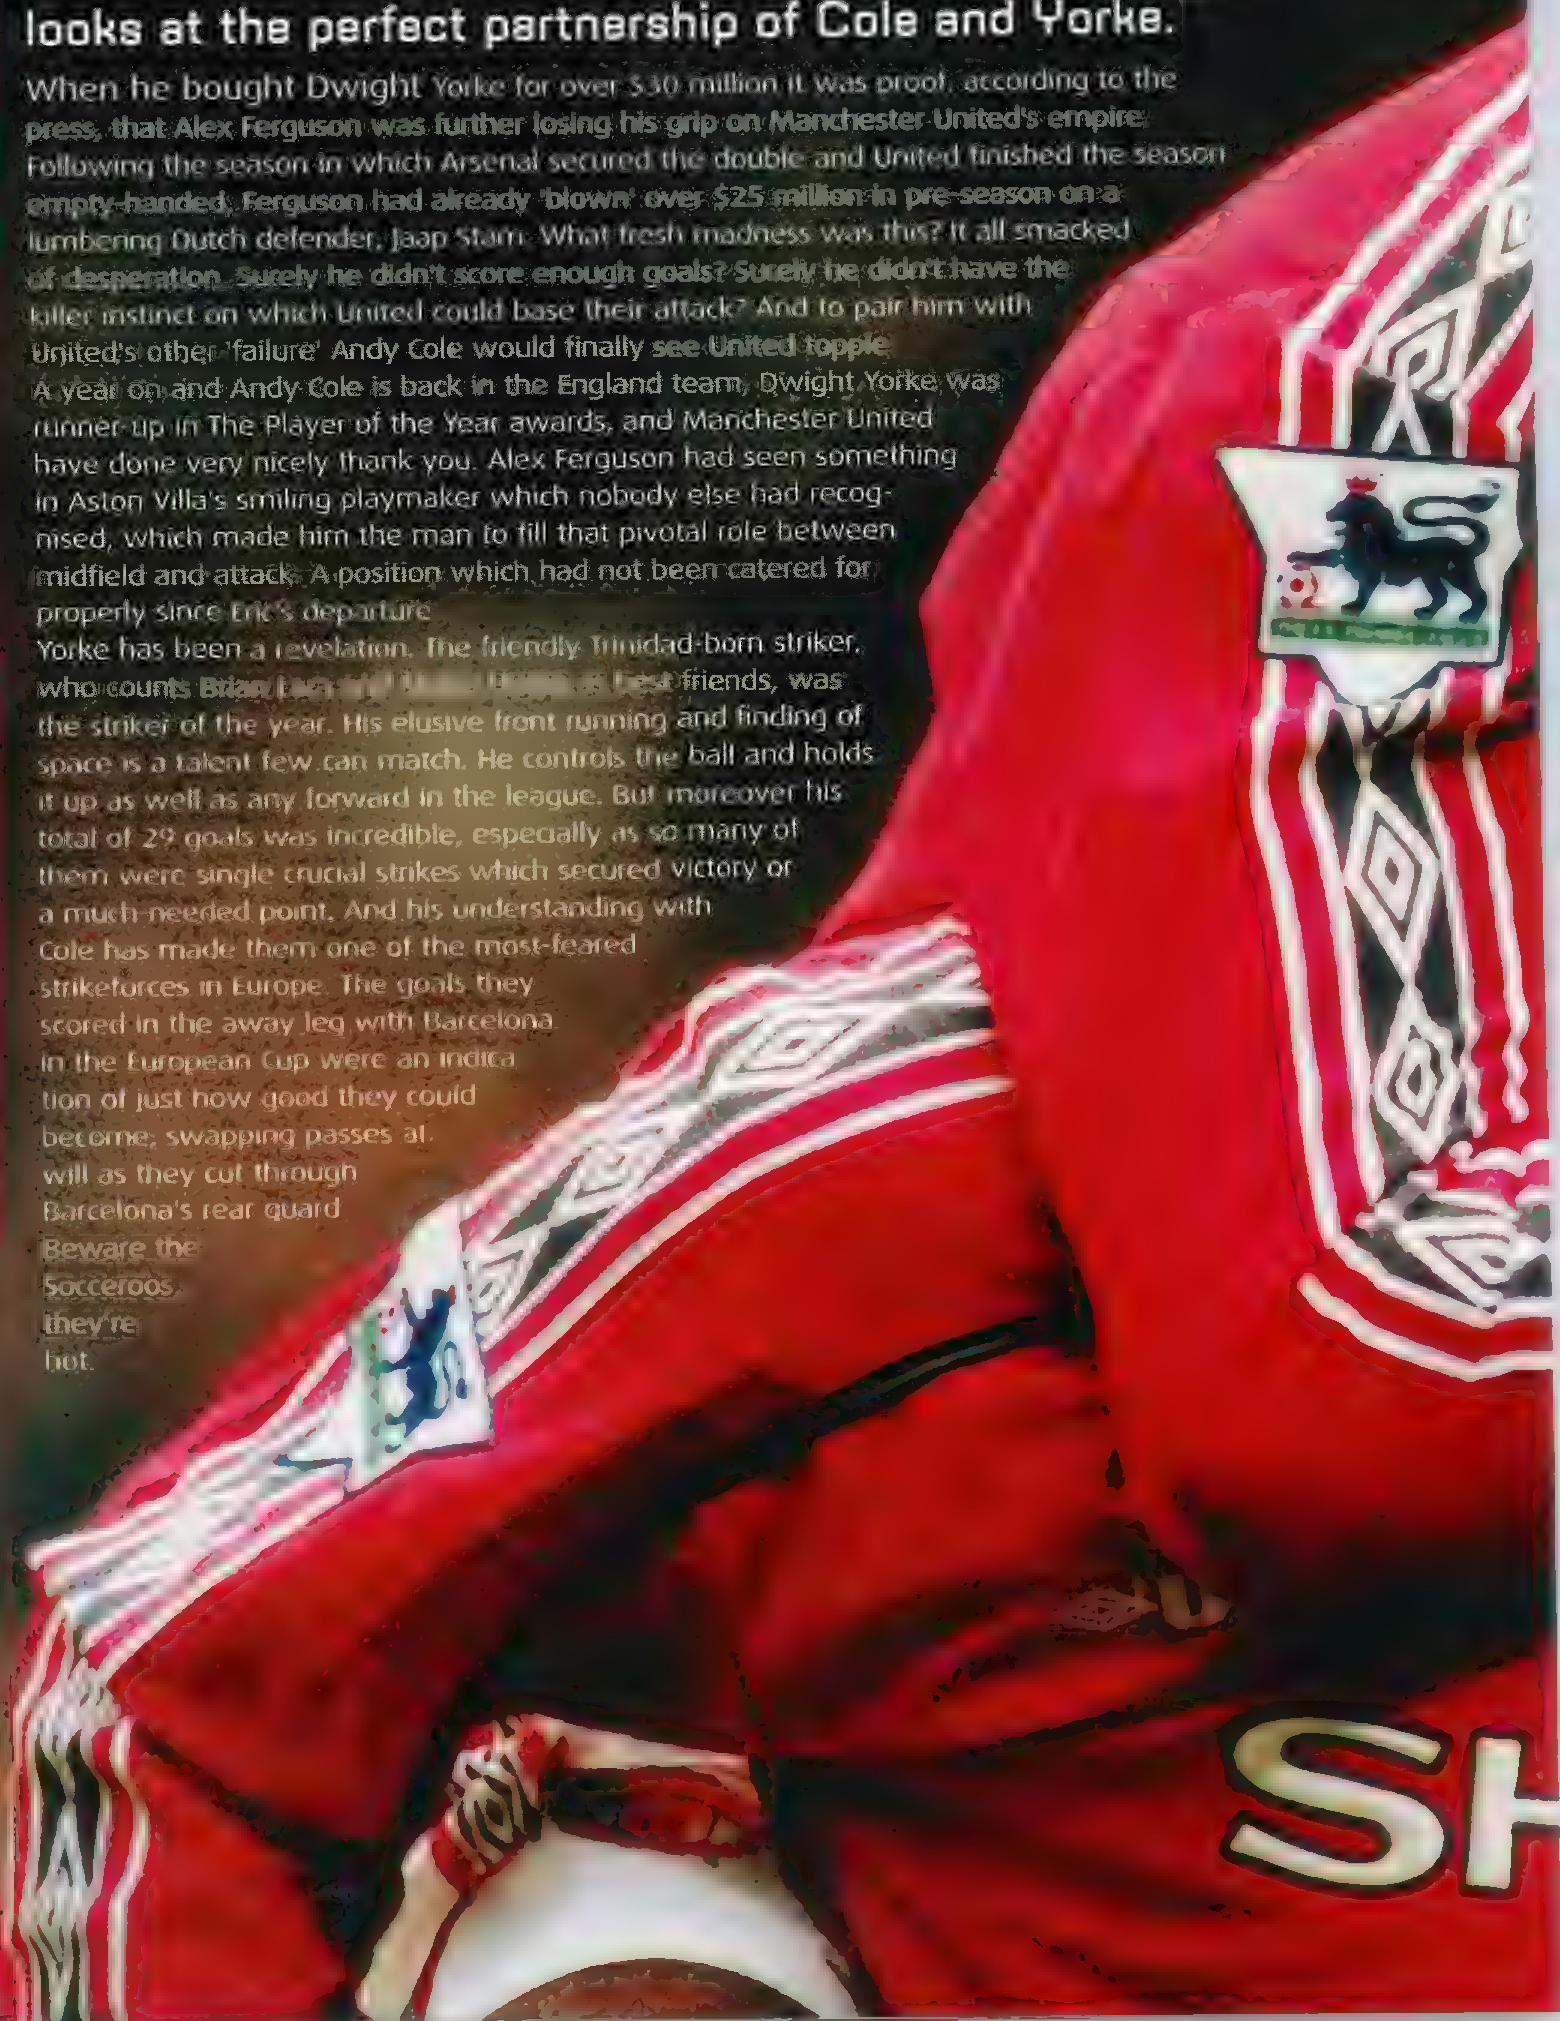 looks at the perfect partnership of Cole and Yorke.
When he bought Dwight Yorke for over $30 million it was proof, according to the
press, that Alex Ferguson was further losing his grip on Manchester United's empire.
Following the season in which Arsenal secured the double and United finished the season
empty-handed, Ferguson had already 'blown' over $25 million in pre-season on a
lumbering Dutch defender, Jaap Stam. What fresh madness was this? It all smacked
of desperation. Surely he didn't score enough goals? Surely he didn't have the
killer instinct on which United could base their attack? And to pair him with
United's other 'failure' Andy Cole would finally see United topple
A year on and Andy Cole is back in the England team, Dwight Yorke was
runner-up in The Player of the Year awards, and Manchester United
have done very nicely thank you. Alex Ferguson had seen something
in Aston Villa's smiling playmaker which nobody else had recog-
nised, which made him the man to fill that pivotal role between
midfield and attack. A position which had not been catered for
properly since Eric's departure
Yorke has been a revelation. The friendly Trinidad-born striker,
who counts Brian friends, was
the striker of the year. His elusive front running and finding of
space is a talent few can match. He controls the ball and holds
it up as well as any forward in the league. But moreover his
total of 29 goals was incredible, especially as so many of
them were single crucial strikes which secured victory or
a much-needed point. And his understanding with
Cole has made them one of the most-feared
strikeforces in Europe. The goals they
scored in the away leg with Barcelona
in the European Cup were an indica
tion of just how good they could
become; swapping passes at
will as they cut through
Barcelona's rear guard
Beware the
Socceroos
they're
hot.
SH